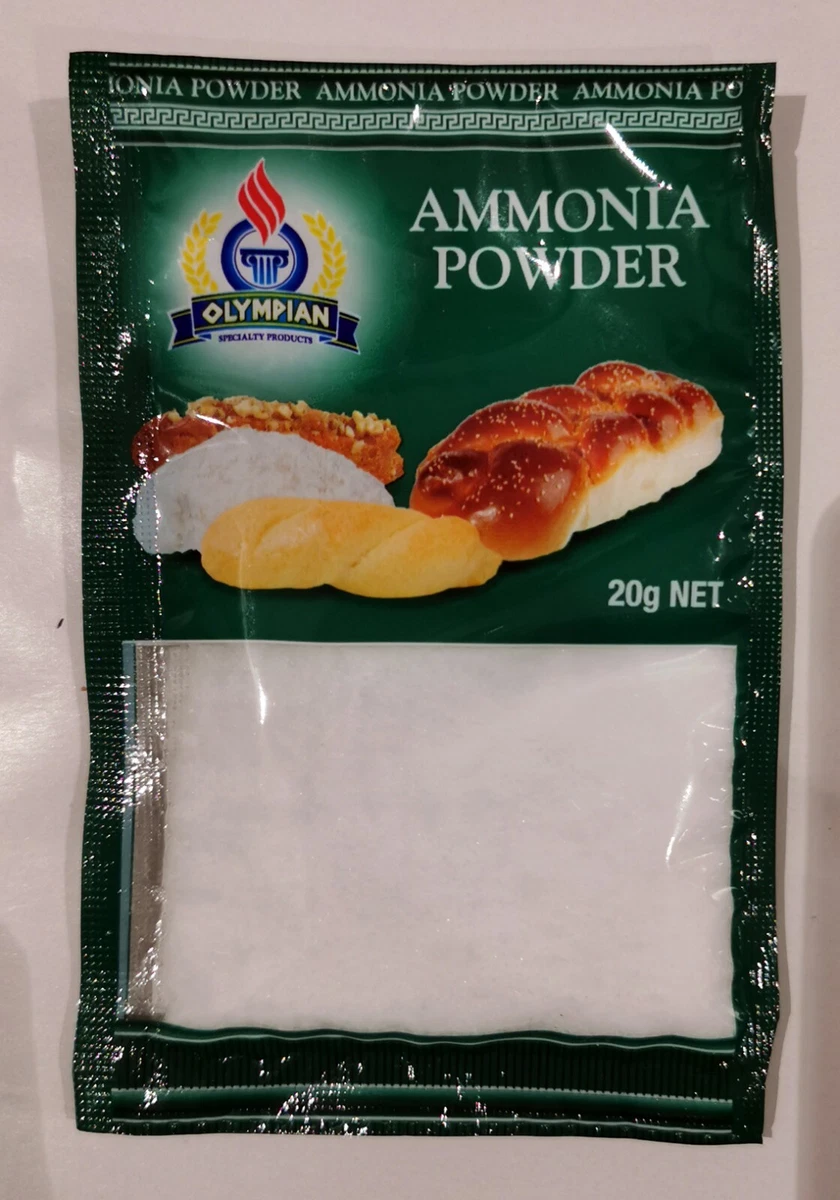 IONIA POWDER AMMONIA POWDER AMMONIA PO
AMMONIA
POWDER
OLYMPIAN
SPECIALTY PRODUCTS
20g NET